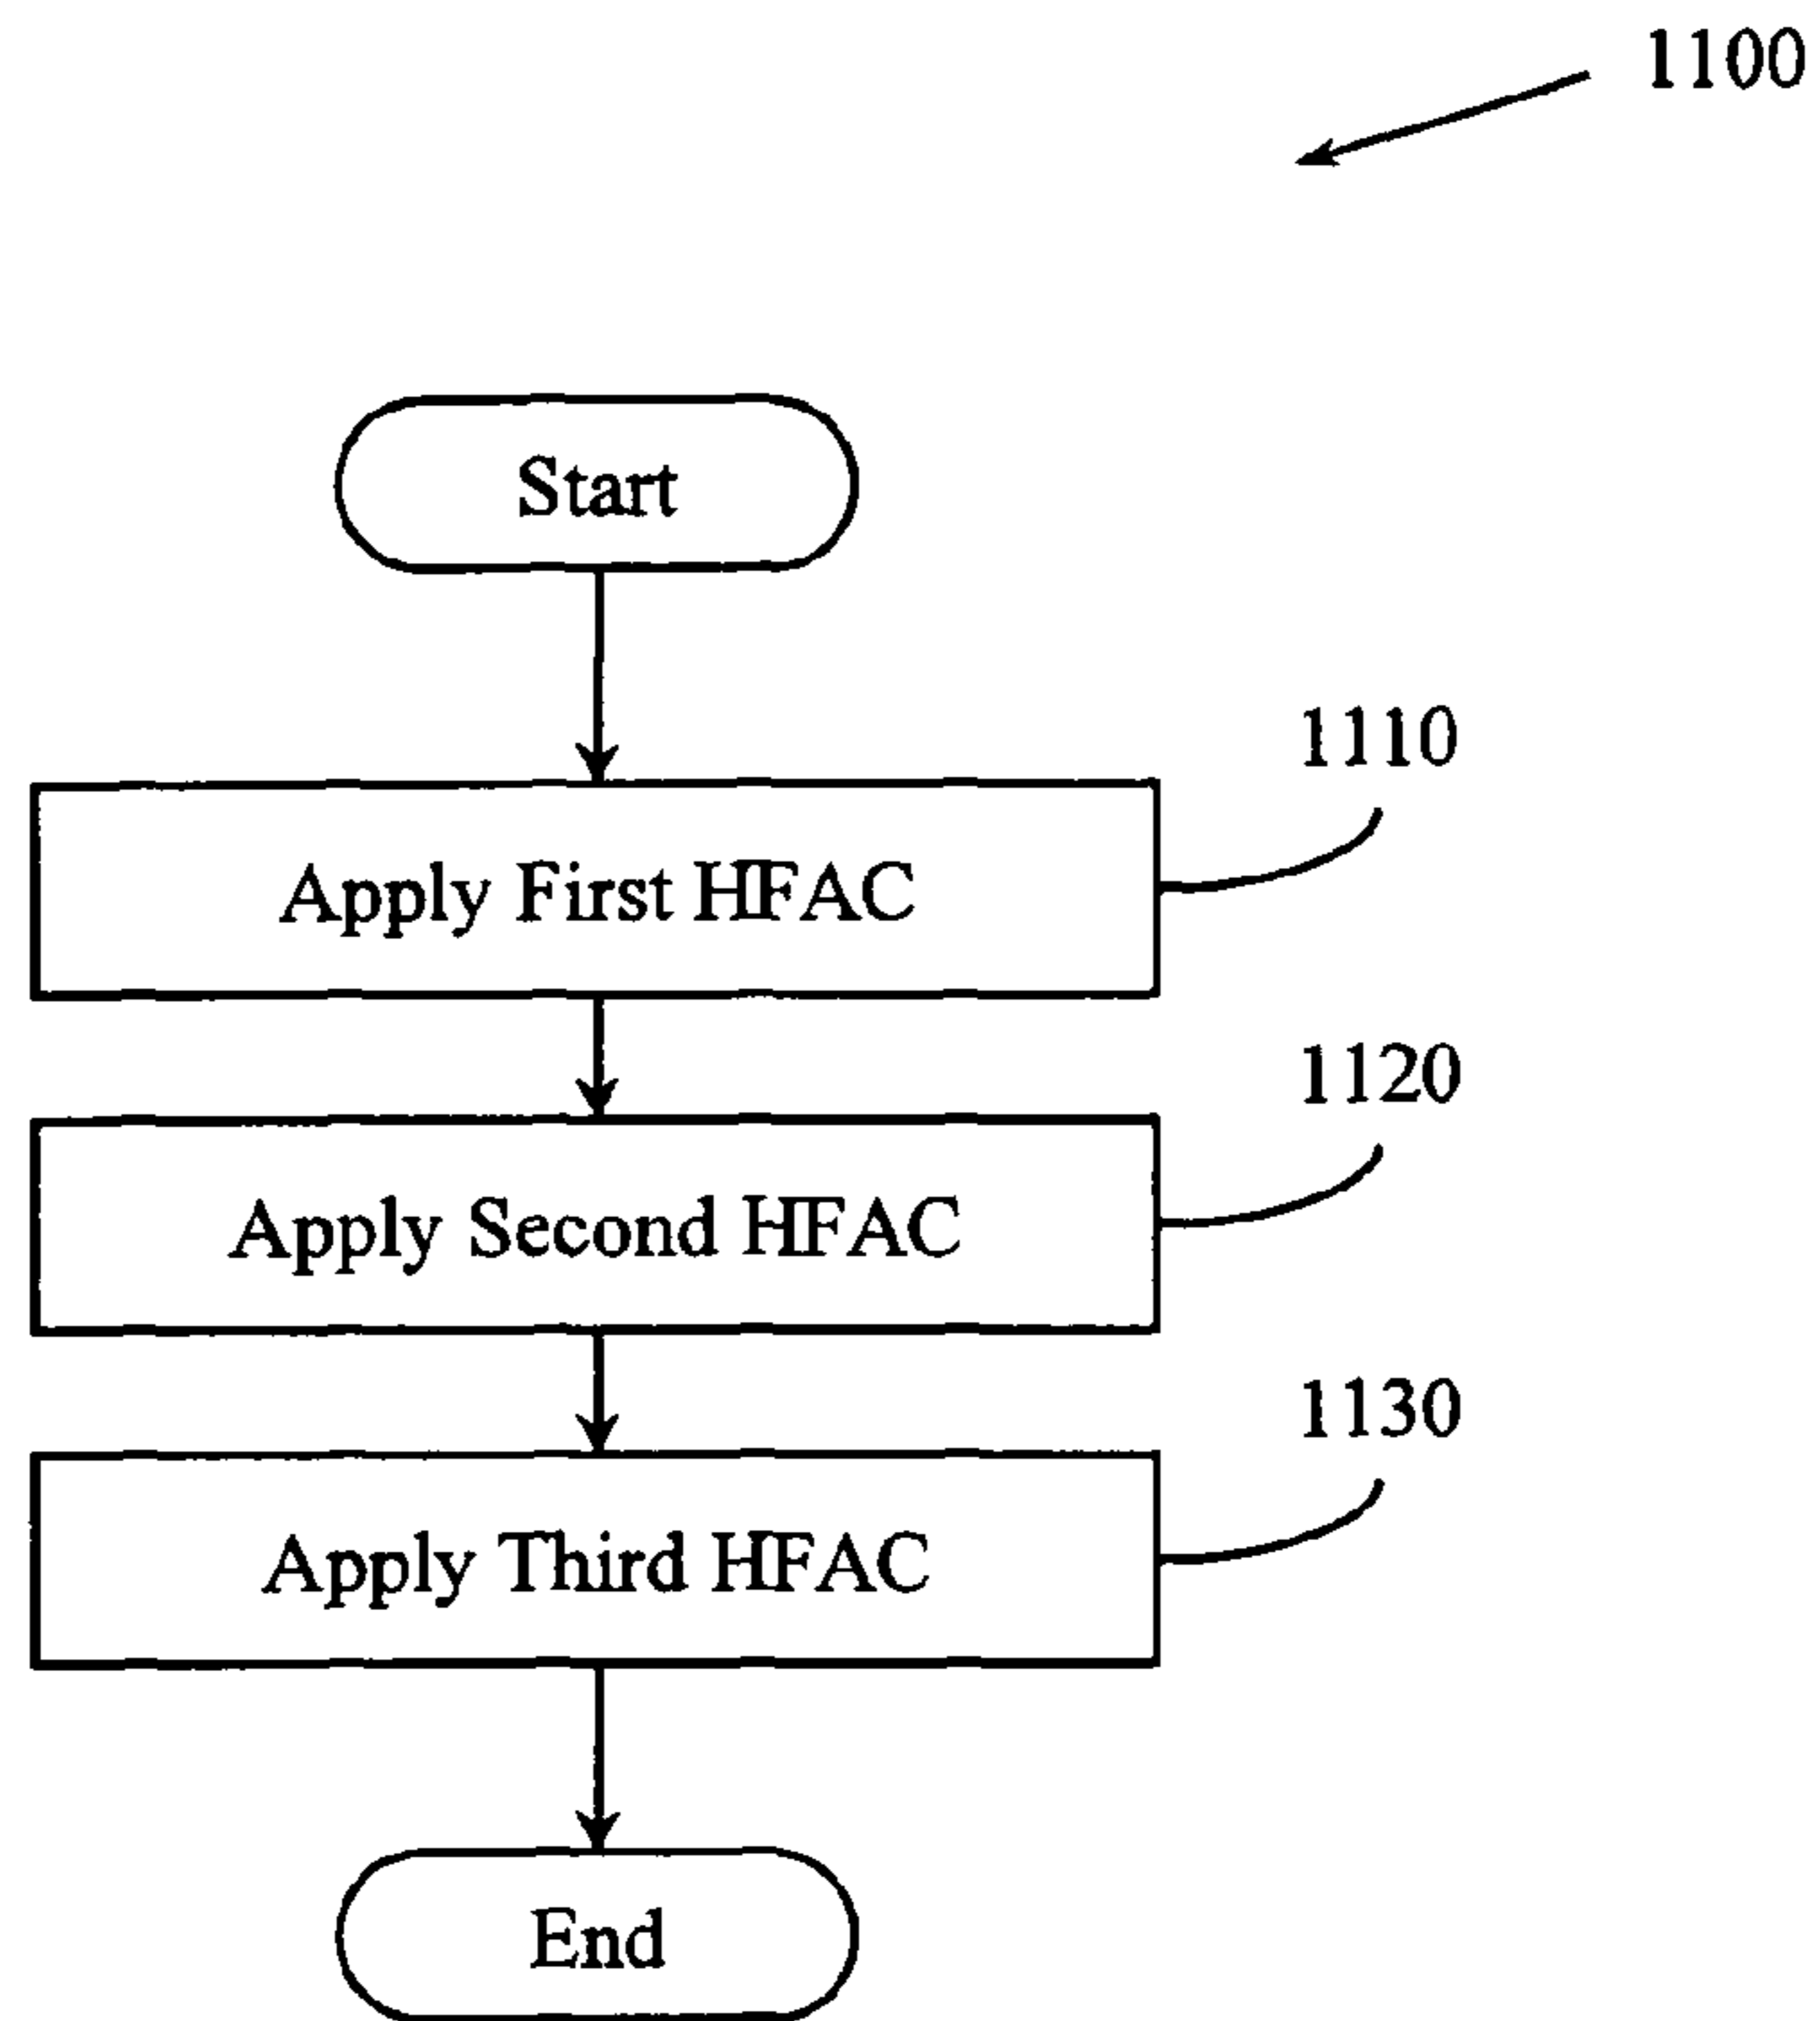 1100
Start
1110
Apply First HFAC
1120
Apply Second HFAC
1130
Apply Third HFAC
End